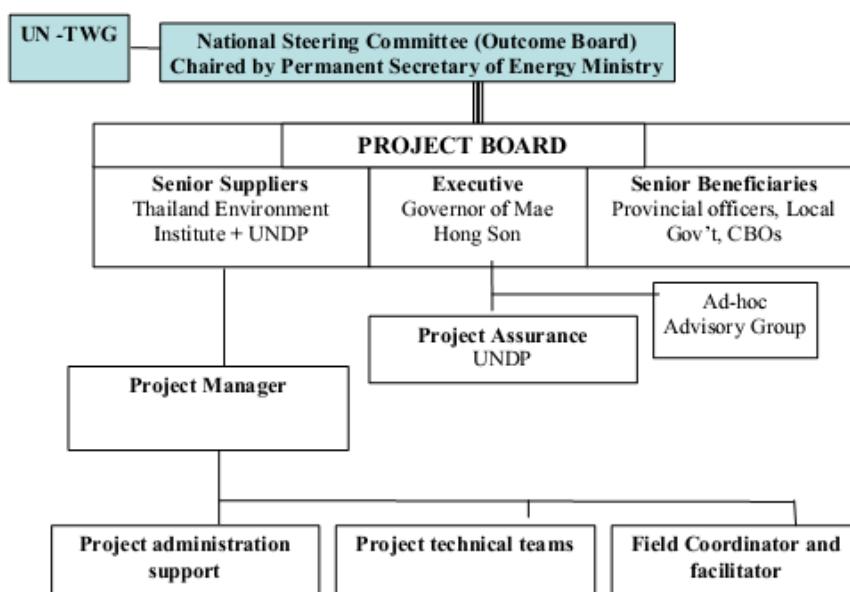 UN -TWG
National Steering Committee (Outcome Board)
Chaired by Permanent Secretary of Energy Ministry
PROJECT BOARD
Senior Suppliers
Thailand Environment
Institute + UNDP
Executive
Governor of Mae
Hong Son
Senior Beneficiaries
Provincial officers, Local
Gov’t, CBOs
Ad-hoc
Advisory Group
Project Assurance
UNDP
Project Manager
Project administration
support
Project technical teams
Field Coordinator and
facilitator